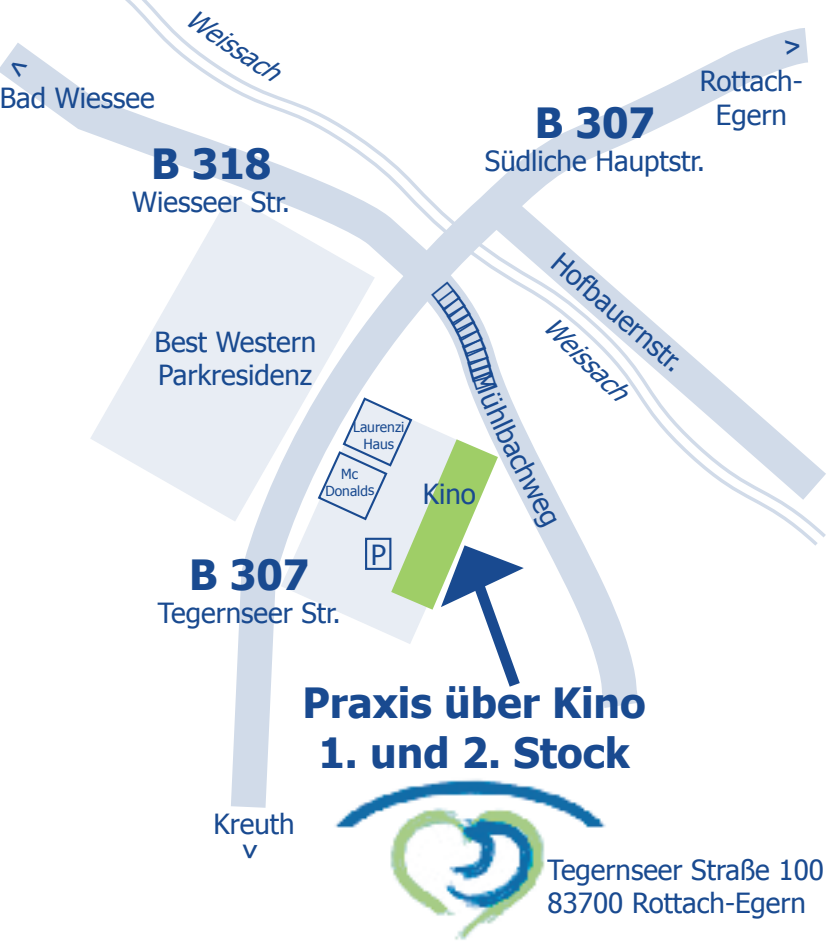 Weissach
>
Rottach-
Egern
<
Bad Wiessee
B 307
Südliche Hauptstr.
B 318
Wiesseer Str.
Hofbauernstr.
Weissach
Best Western
Parkresidenz
Mühlbachweg
Laurenzi
Haus
Mc
Donalds
Kino
P
B 307
Tegernseer Str.
Praxis über Kino
1. und 2. Stock
Kreuth
>
Tegernseer Straße 100
83700 Rottach-Egern